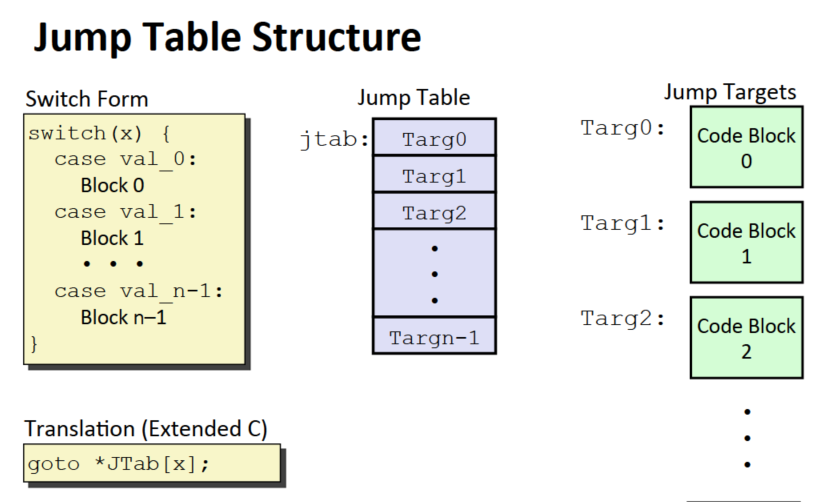 Jump Table Structure
Switch Form
switch(x) {
case val_0:
Block 0
case val_1:
Block 1
• • •
case val_n-1:
Block n–1
}
Translation (Extended C)
goto *JTab[x];
Jump Table
jtab:
Targ0
Targ1
Targ2
•
•
•
Targn-1
Jump Targets
Targ0:
Code Block
0
Targ1:
Code Block
1
Targ2:
Code Block
2
•
•
•